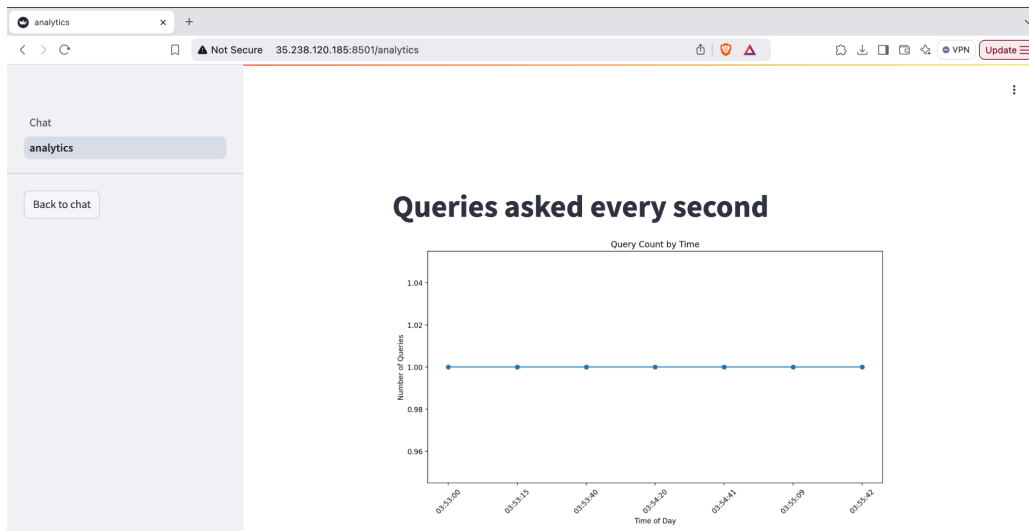 analytics
Not Secure 35.238.120.185:8501/analytics
VPN
Update
Chat
analytics
Back to chat
Queries asked every second
Query Count by Time
1.04
1.02
1.00
0.98
0.96
Number of Queries
03:53:00 03:53:15 03:53:40 03:54:20 03:54:41 03:55:09 03:55:42
Time of Day